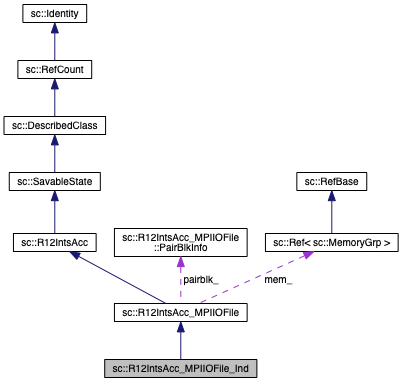 sc::Identity
sc::RefCount
sc::DescribedClass
sc::SavableState
sc::RefBase
sc::R12IntsAcc
sc::R12IntsAcc_MPIIOFile
::PairBlkInfo
sc::Ref< sc::MemoryGrp >
pairblk_
mem_
sc::R12IntsAcc_MPIIOFile
sc::R12IntsAcc_MPIIOFile_Ind